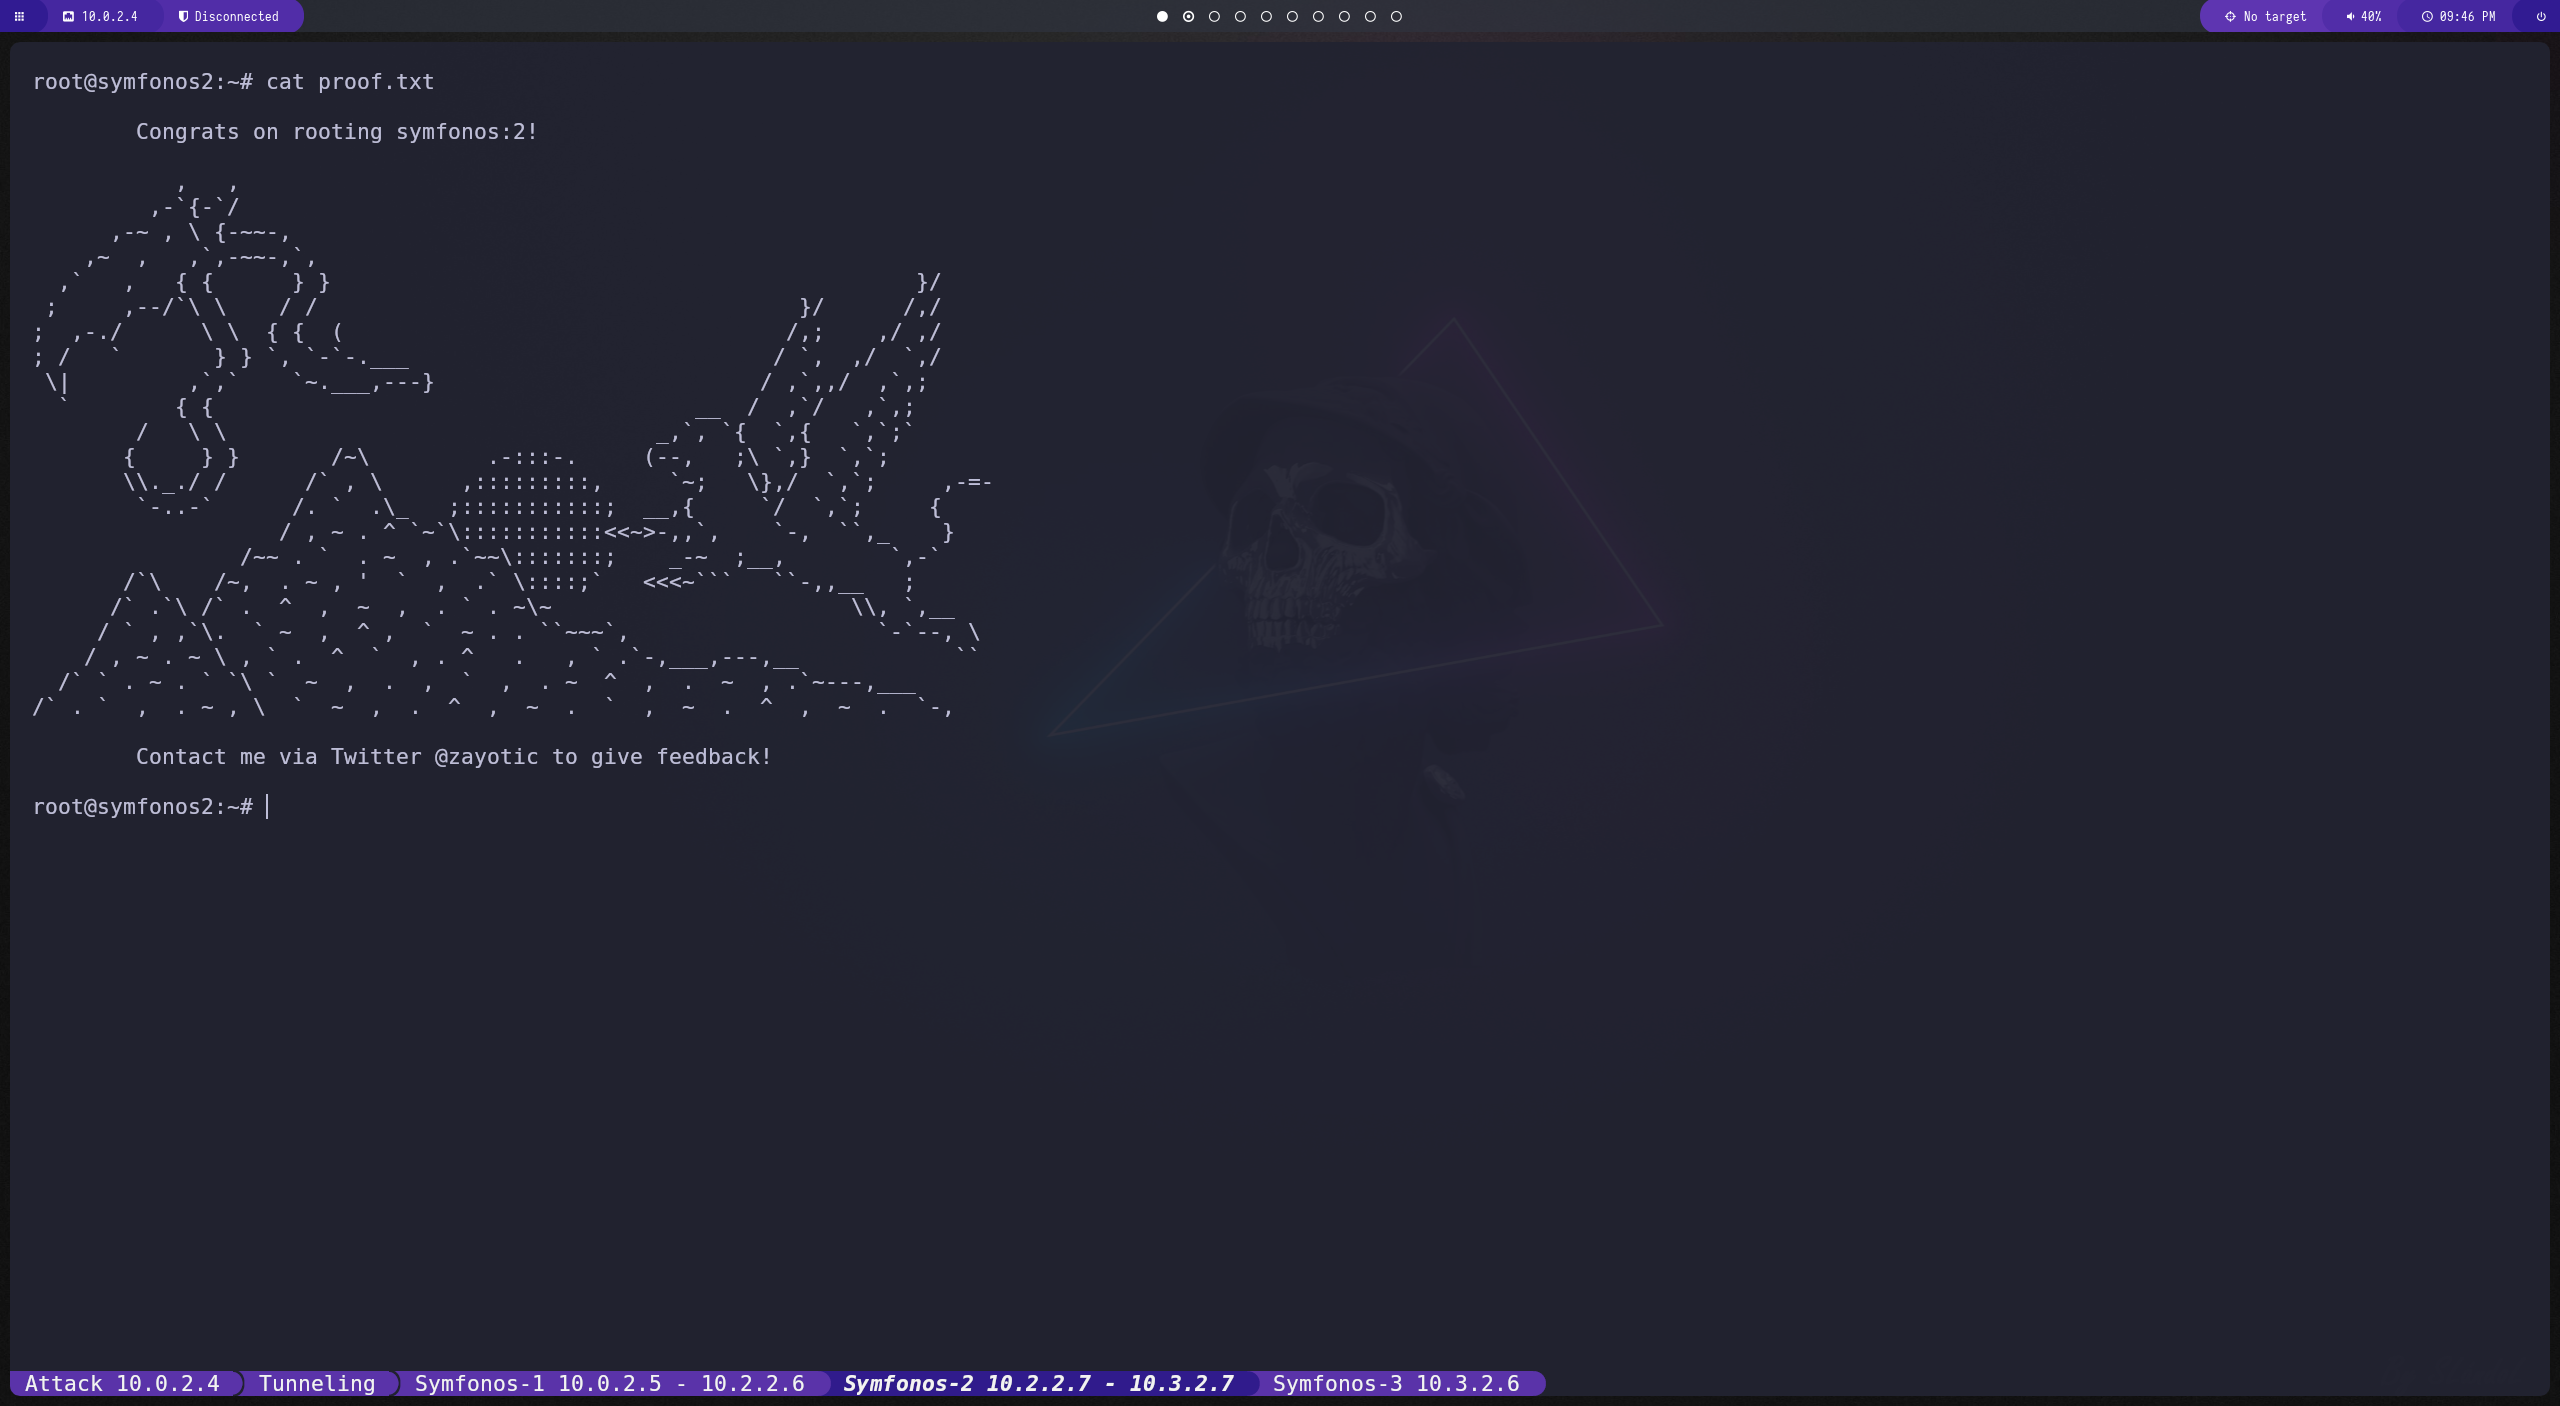 10.0.2.4 Disconnected No target 40% 09:46 PM
root@symfonos2:~# cat proof.txt
Congrats on rooting symfonos:2!
Contact me via Twitter @zayotic to give feedback!
root@symfonos2:~#
Attack 10.0.2.4 Tunneling Symfonos-1 10.0.2.5 - 10.2.2.6 Symfonos-2 10.2.2.7 - 10.3.2.7 Symfonos-3 10.3.2.6